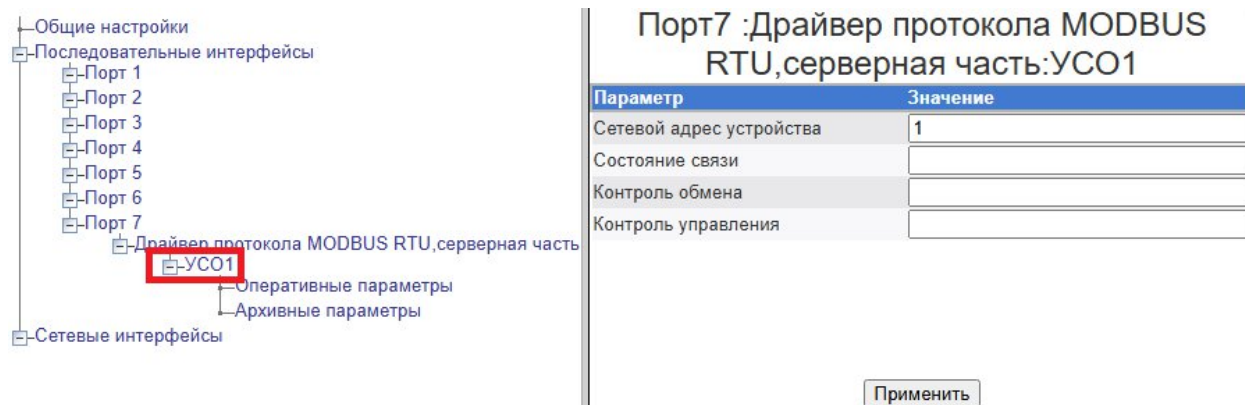 Общие настройки
Последовательные интерфейсы
Порт 1
Порт 2
Порт 3
Порт 4
Порт 5
Порт 6
Порт 7
Драйвер протокола MODBUS RTU,серверная часть
УСО1
Оперативные параметры
Архивные параметры
Сетевые интерфейсы
Порт7 :Драйвер протокола MODBUS
RTU,серверная часть:УСО1
Параметр Значение
Сетевой адрес устройства 1
Состояние связи
Контроль обмена
Контроль управления
Применить